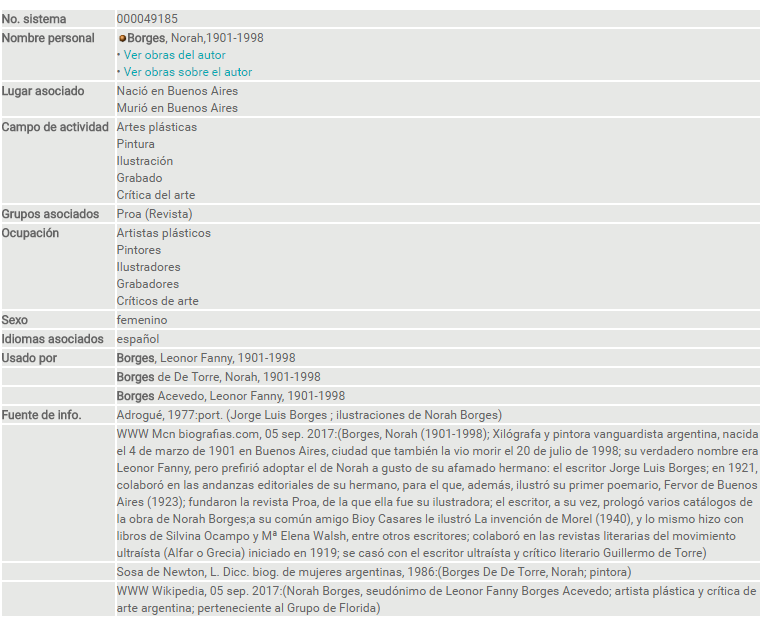 No. sistema 000049185
Nombre personal Borges, Norah,1901-1998
• Ver obras del autor
• Ver obras sobre el autor
Lugar asociado Nació en Buenos Aires
Murió en Buenos Aires
Campo de actividad Artes plásticas
Pintura
Ilustración
Grabado
Crítica del arte
Grupos asociados Proa (Revista)
Ocupación Artistas plásticos
Pintores
Ilustradores
Grabadores
Críticos de arte
Sexo femenino
Idiomas asociados español
Usado por Borges, Leonor Fanny, 1901-1998
Borges de De Torre, Norah, 1901-1998
Borges Acevedo, Leonor Fanny, 1901-1998
Fuente de info. Adrogué, 1977:port. (Jorge Luis Borges ; ilustraciones de Norah Borges)
WWW Mcn biografias.com, 05 sep. 2017:(Borges, Norah (1901-1998); Xilógrafa y pintora vanguardista argentina, nacida
el 4 de marzo de 1901 en Buenos Aires, ciudad que también la vio morir el 20 de julio de 1998; su verdadero nombre era
Leonor Fanny, pero prefirió adoptar el de Norah a gusto de su afamado hermano: el escritor Jorge Luis Borges; en 1921,
colaboró en las andanzas editoriales de su hermano, para el que, además, ilustró su primer poemario, Fervor de Buenos
Aires (1923); fundaron la revista Proa, de la que ella fue su ilustradora; el escritor, a su vez, prologó varios catálogos de
la obra de Norah Borges;a su común amigo Bioy Casares le ilustró La invención de Morel (1940), y lo mismo hizo con
libros de Silvina Ocampo y Mª Elena Walsh, entre otros escritores; colaboró en las revistas literarias del movimiento
ultraísta (Alfar o Grecia) iniciado en 1919; se casó con el escritor ultraísta y crítico literario Guillermo de Torre)
Sosa de Newton, L. Dicc. biog. de mujeres argentinas, 1986:(Borges De De Torre, Norah; pintora)
WWW Wikipedia, 05 sep. 2017:(Norah Borges, seudónimo de Leonor Fanny Borges Acevedo; artista plástica y crítica de
arte argentina; perteneciente al Grupo de Florida)